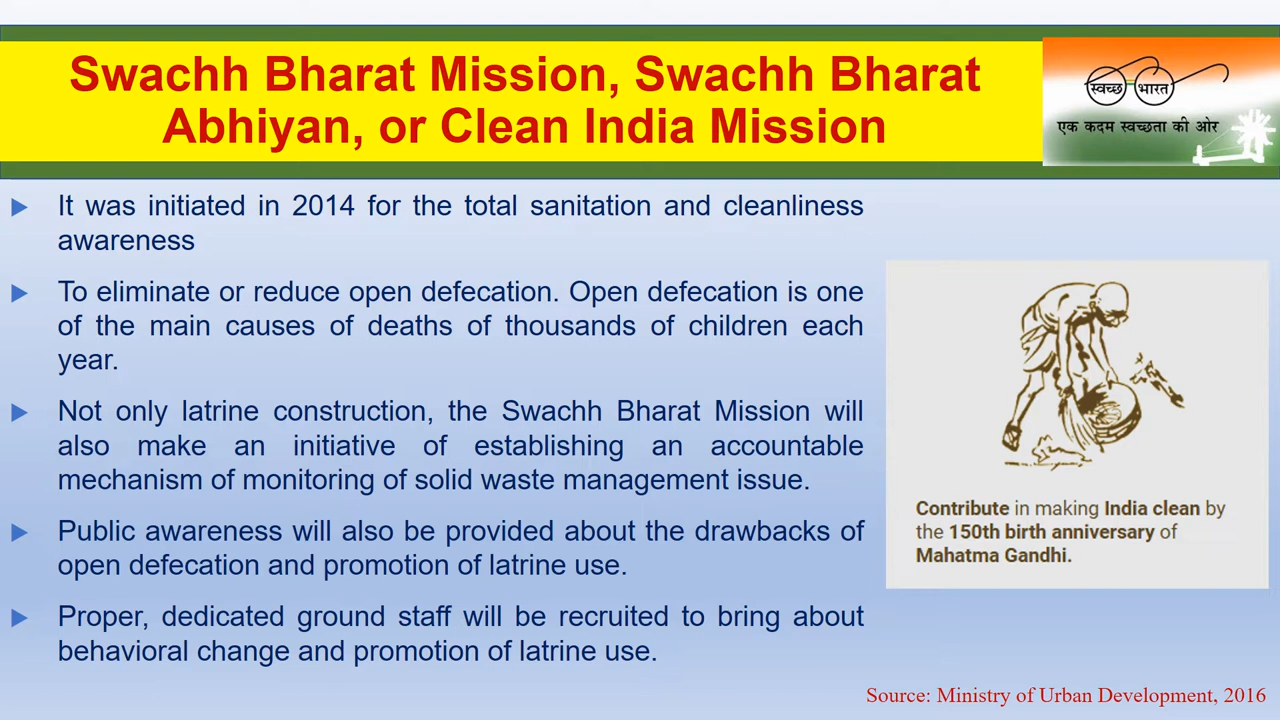 Swachh Bharat Mission, Swachh Bharat
Abhiyan, or Clean India Mission
स्वच्छ भारत
एक कदम स्वच्छता की ओर
It was initiated in 2014 for the total sanitation and cleanliness
awareness
To eliminate or reduce open defecation. Open defecation is one
of the main causes of deaths of thousands of children each
year.
Not only latrine construction, the Swachh Bharat Mission will
also make an initiative of establishing an accountable
mechanism of monitoring of solid waste management issue.
Public awareness will also be provided about the drawbacks of
open defecation and promotion of latrine use.
Proper, dedicated ground staff will be recruited to bring about
behavioral change and promotion of latrine use.
Contribute in making India clean by
the 150th birth anniversary of
Mahatma Gandhi.
Source: Ministry of Urban Development, 2016